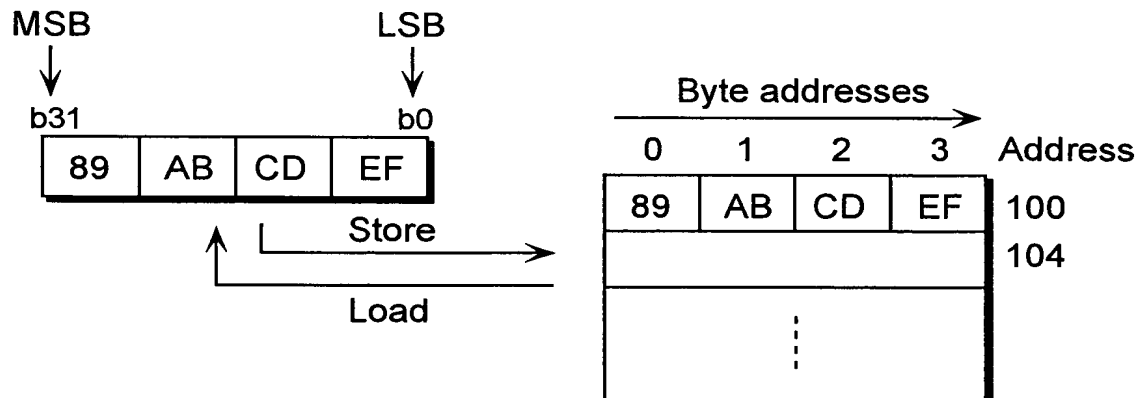 MSB LSB
b31 b0
89 AB CD EF
Store
Load
Byte addresses
0 1 2 3 Address
89 AB CD EF 100
104